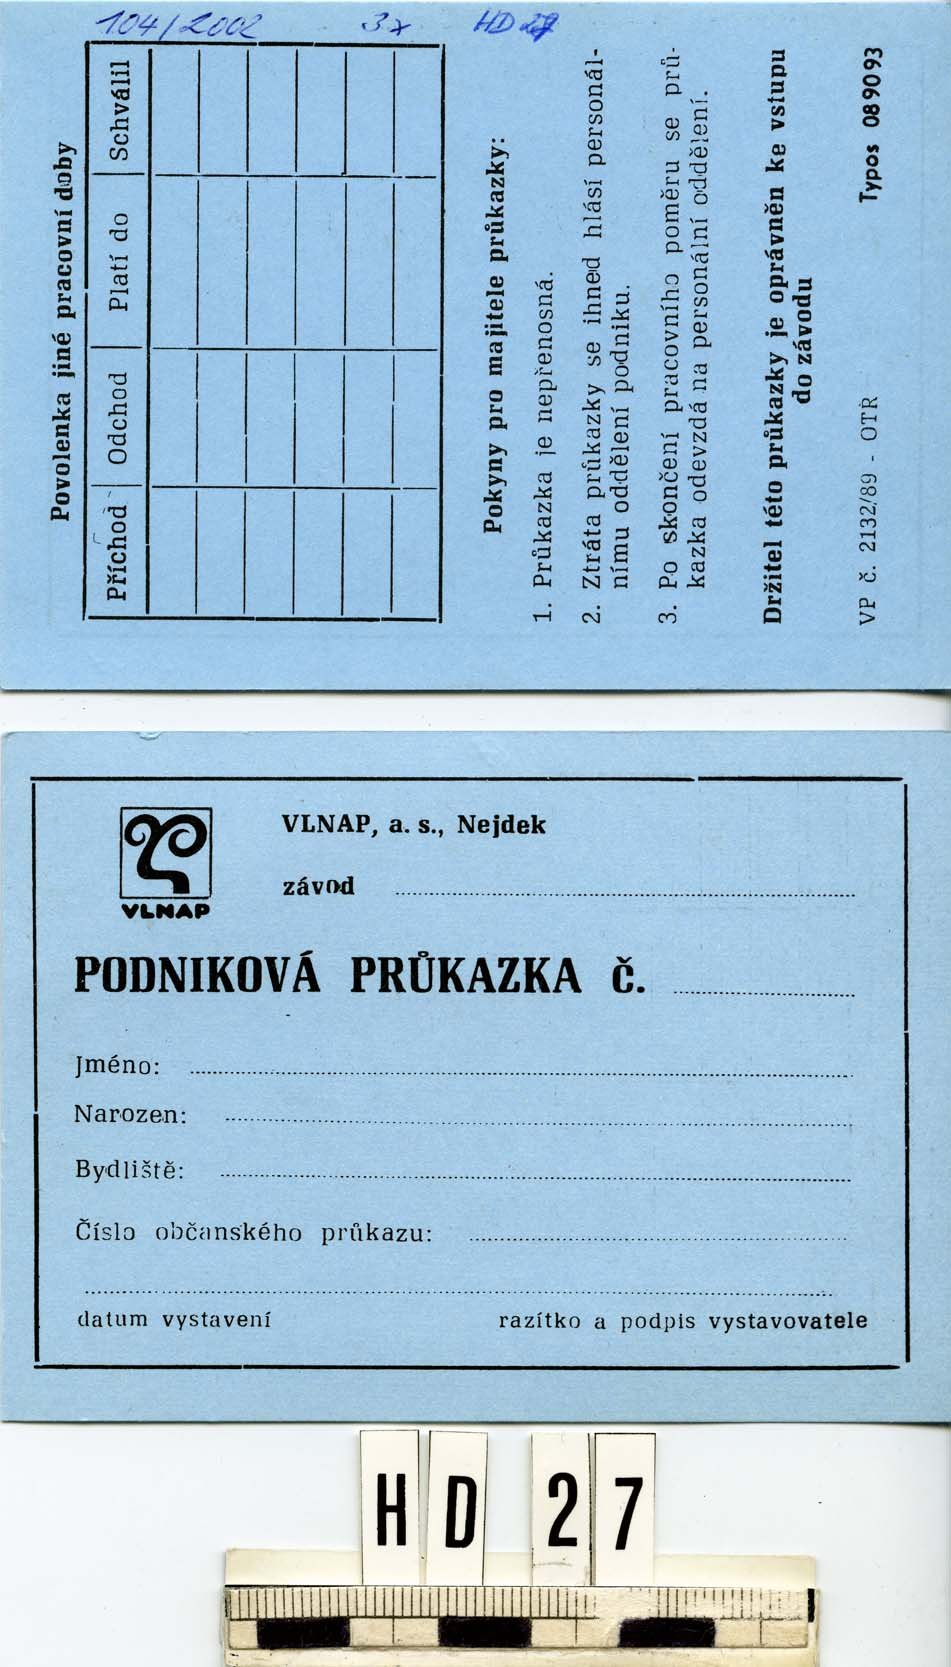 104/2002 3x HD 27
Povolenka jiné pracovní doby
Příchod Odchod Platí do Schválil
Pokyny pro majitele průkazky:
1. Průkazka je nepřenosná.
2. Ztráta průkazky se ihned hlásí personál-
nímu oddělení podniku.
3. Po skončení pracovního poměru se prů-
kazka odevzdá na personální oddělení.
Držitel této průkazky je oprávněn ke vstupu
do závodu
VP č. 2132/89 - OTŘ Typos 089093
VLNAP
VLNAP, a. s., Nejdek
závod
PODNIKOVÁ PRŮKAZKA č.
Jméno:
Narozen:
Bydliště:
Číslo občanského průkazu:
datum vystavení razítko a podpis vystavovatele
HD 27